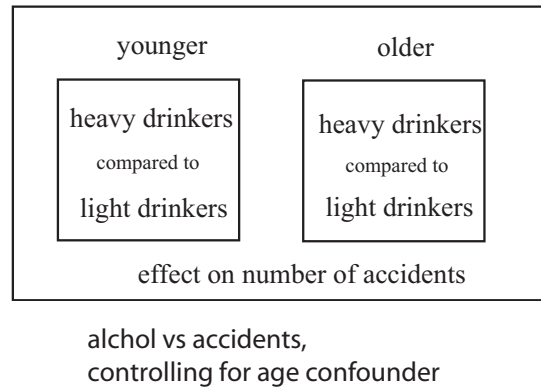 younger
heavy drinkers
compared to
light drinkers
older
heavy drinkers
compared to
light drinkers
effect on number of accidents
alchol vs accidents,
controlling for age confounder